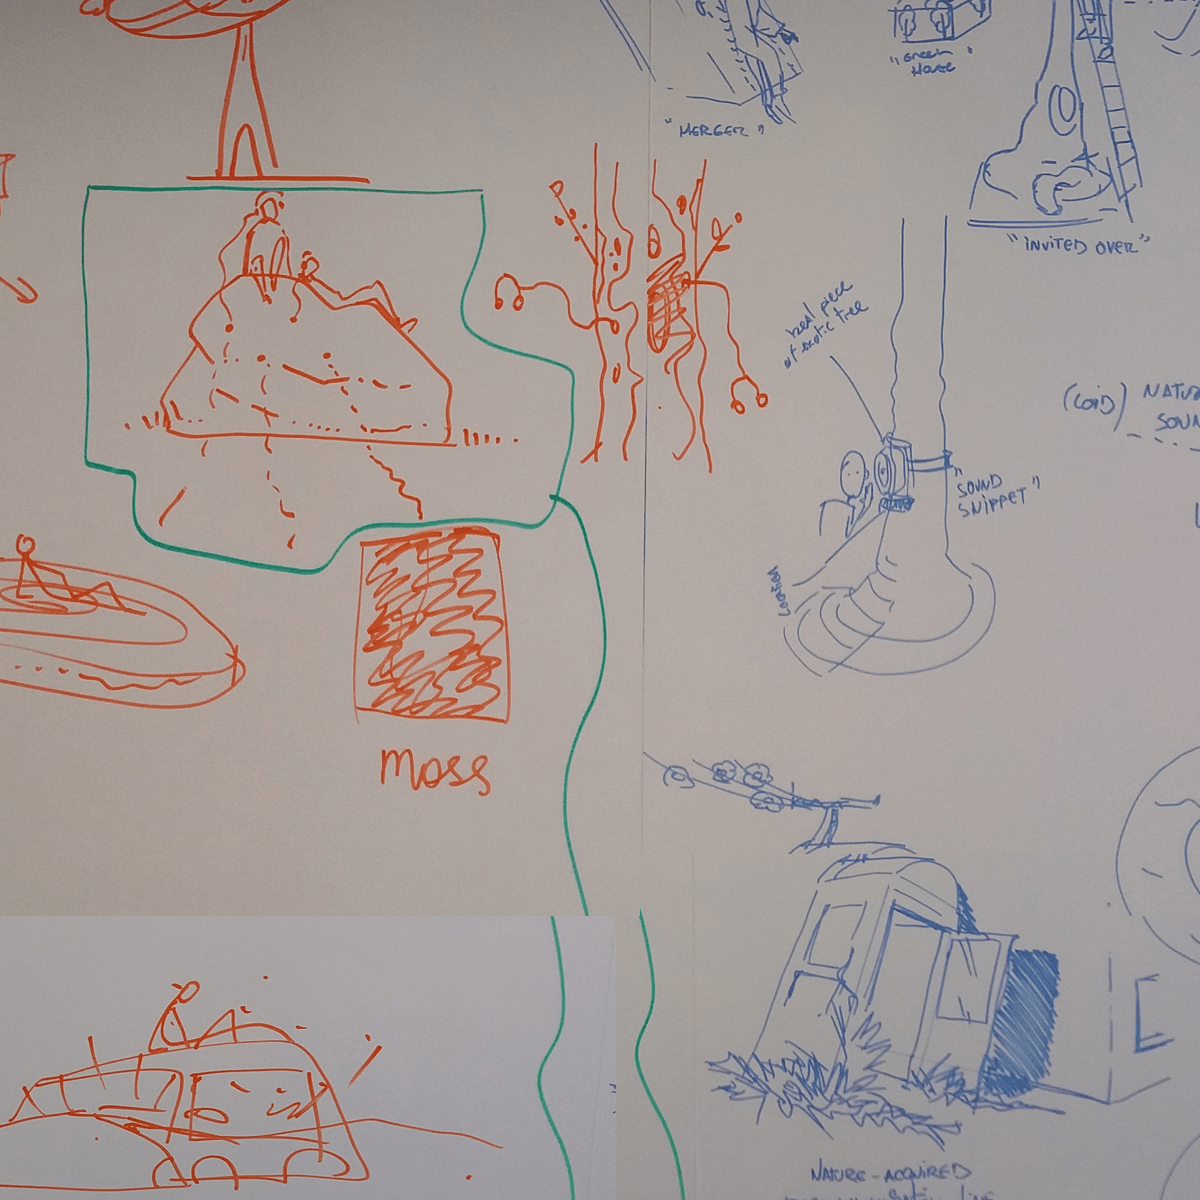 "GREEN
HOUSE"
"MERGER"
"INVITED OVER"
real piece
of exotic tree
(LOUD) NATU
SOUN
"SOUND
SNIPPET"
LOCATION
moss
NATURE-ACQUIRED